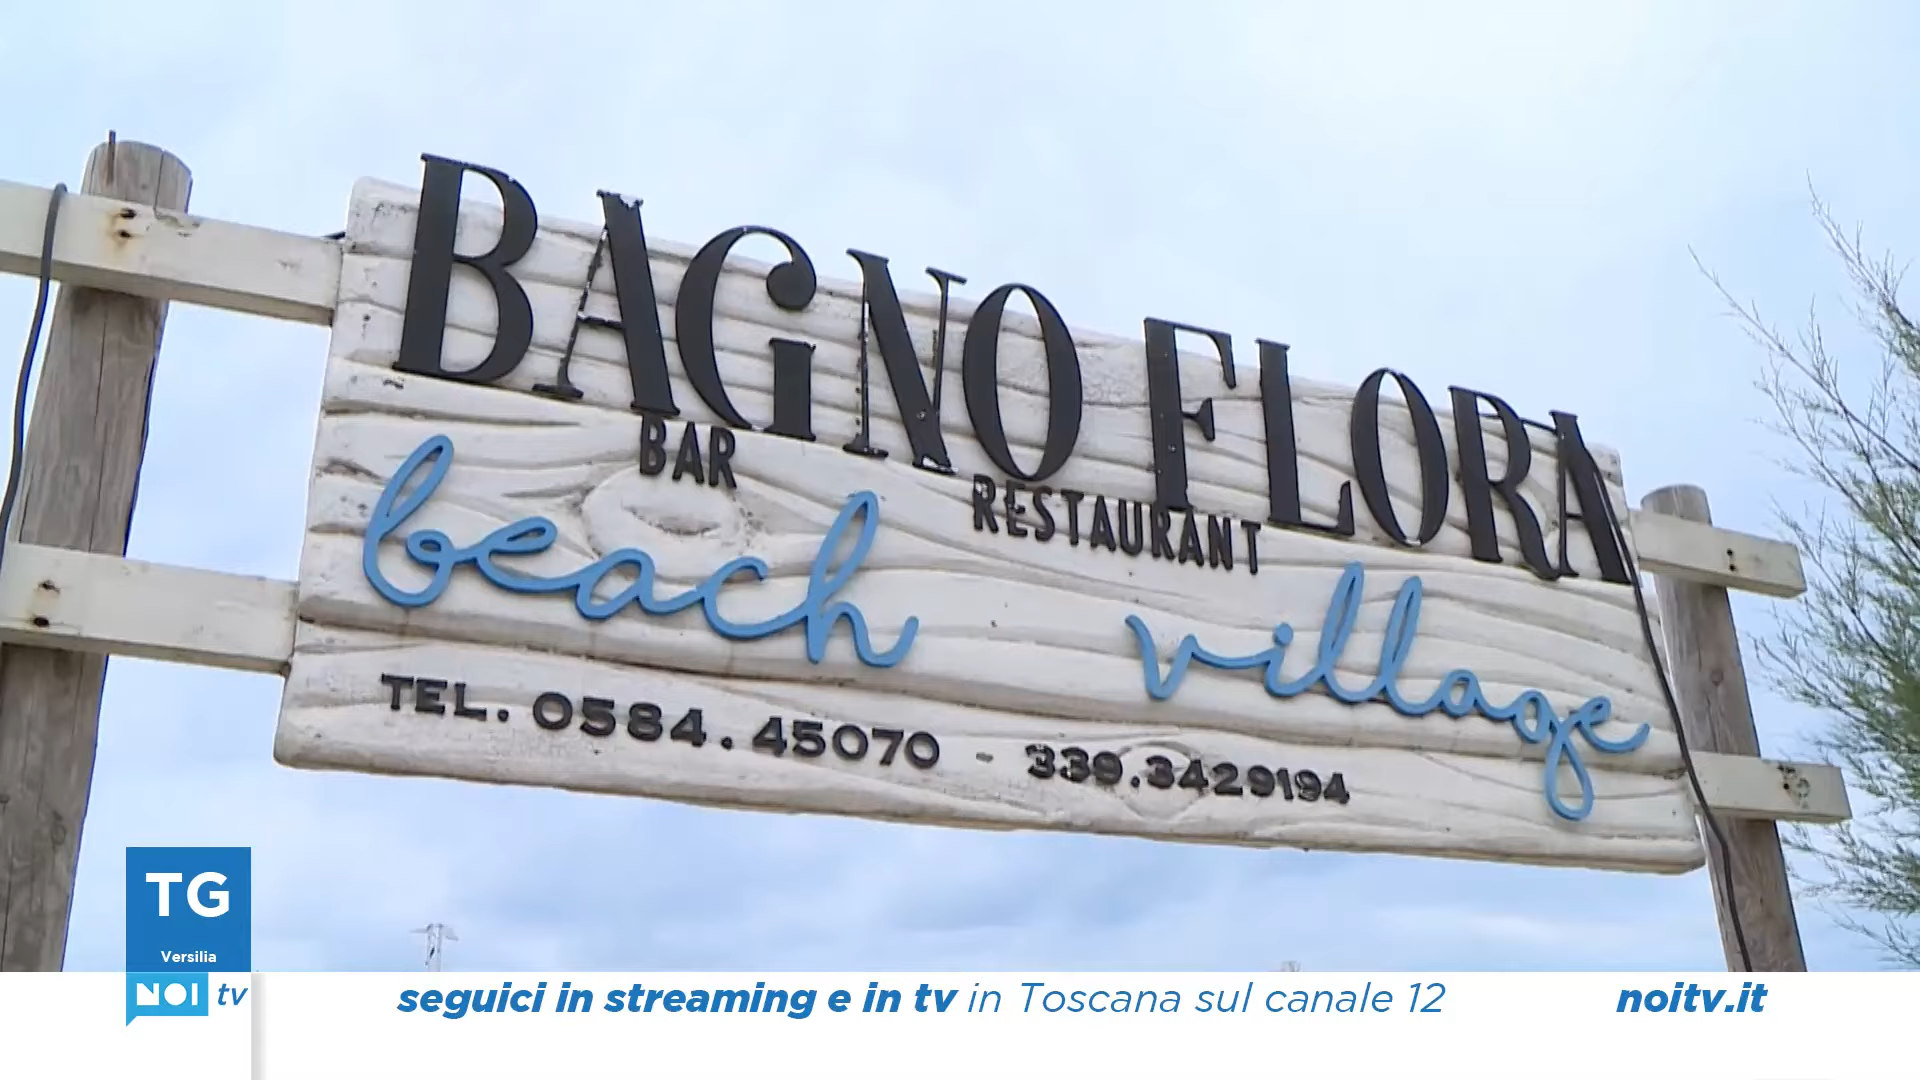 BAGNO FLORA
BAR RESTAURANT
beach village
TEL. 0584.45070 - 339.3429194
TG
Versilia
NOI tv
seguici in streaming e in tv in Toscana sul canale 12
noitv.it